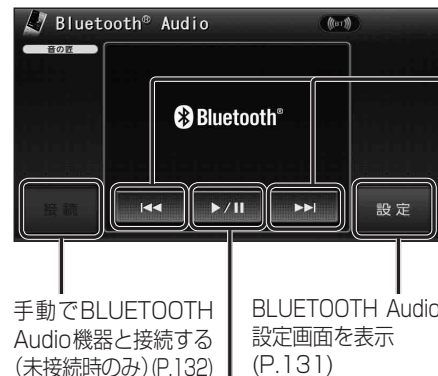 Bluetooth® Audio
(BT)
音の匠
Bluetooth®
接続
設定
手動でBLUETOOTH
Audio機器と接続する
(未接続時のみ)(P.132)
BLUETOOTH Audio
設定画面を表示
(P.131)